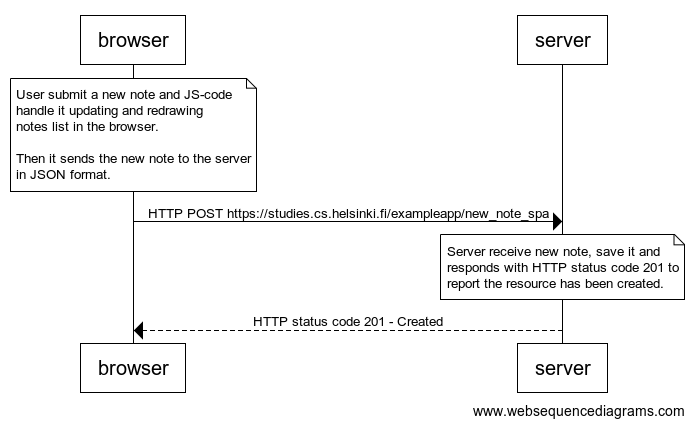 browser
server
User submit a new note and JS-code
handle it updating and redrawing
notes list in the browser.
Then it sends the new note to the server
in JSON format.
HTTP POST https://studies.cs.helsinki.fi/exampleapp/new_note_spa
Server receive new note, save it and
responds with HTTP status code 201 to
report the resource has been created.
HTTP status code 201 - Created
browser
server
www.websequencediagrams.com